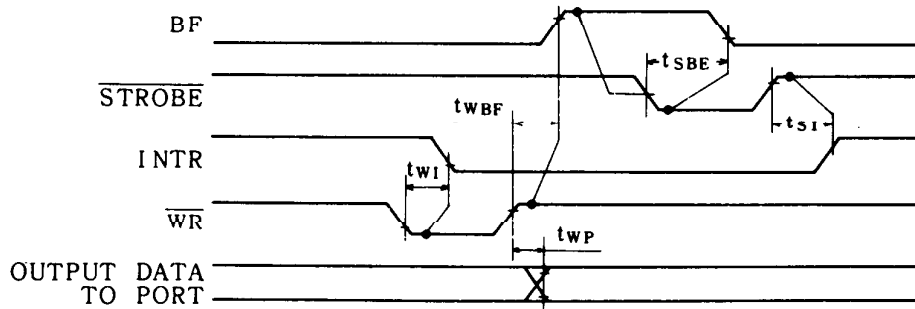 BF
tSBE
STROBE
tWBF
tSI
INTR
tWI
WR
tWP
OUTPUT DATA
TO PORT